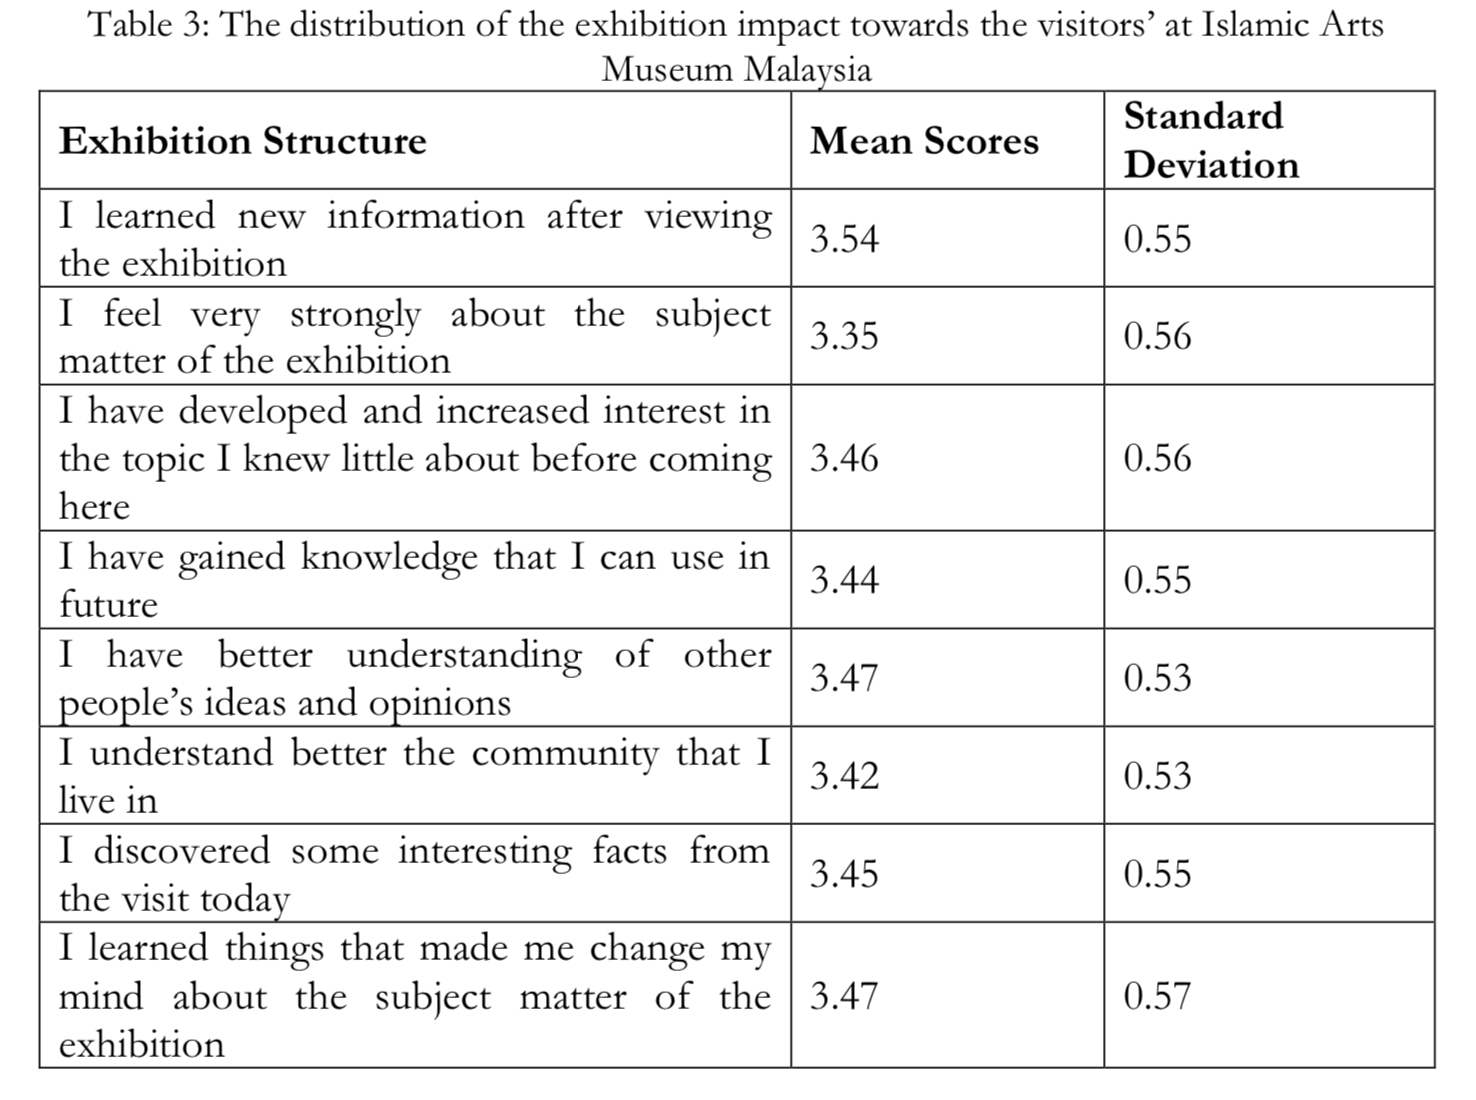 Table 3: The distribution of the exhibition impact towards the visitors’ at Islamic Arts
Museum Malaysia
Exhibition Structure
Mean Scores
Standard
Deviation
I learned new information after viewing
the exhibition
3.54
0.55
I feel very strongly about the subject
matter of the exhibition
3.35
0.56
I have developed and increased interest in
the topic I knew little about before coming
here
3.46
0.56
I have gained knowledge that I can use in
future
3.44
0.55
I have better understanding of other
people’s ideas and opinions
3.47
0.53
I understand better the community that I
live in
3.42
0.53
I discovered some interesting facts from
the visit today
3.45
0.55
I learned things that made me change my
mind about the subject matter of the
exhibition
3.47
0.57